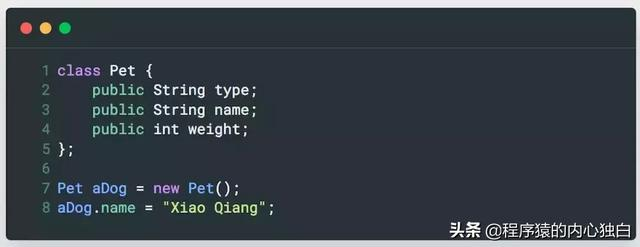 1 class Pet {
2     public String type;
3     public String name;
4     public int weight;
5 };
6
7 Pet aDog = new Pet();
8 aDog.name = "Xiao Qiang";
头条 @程序猿的内心独白